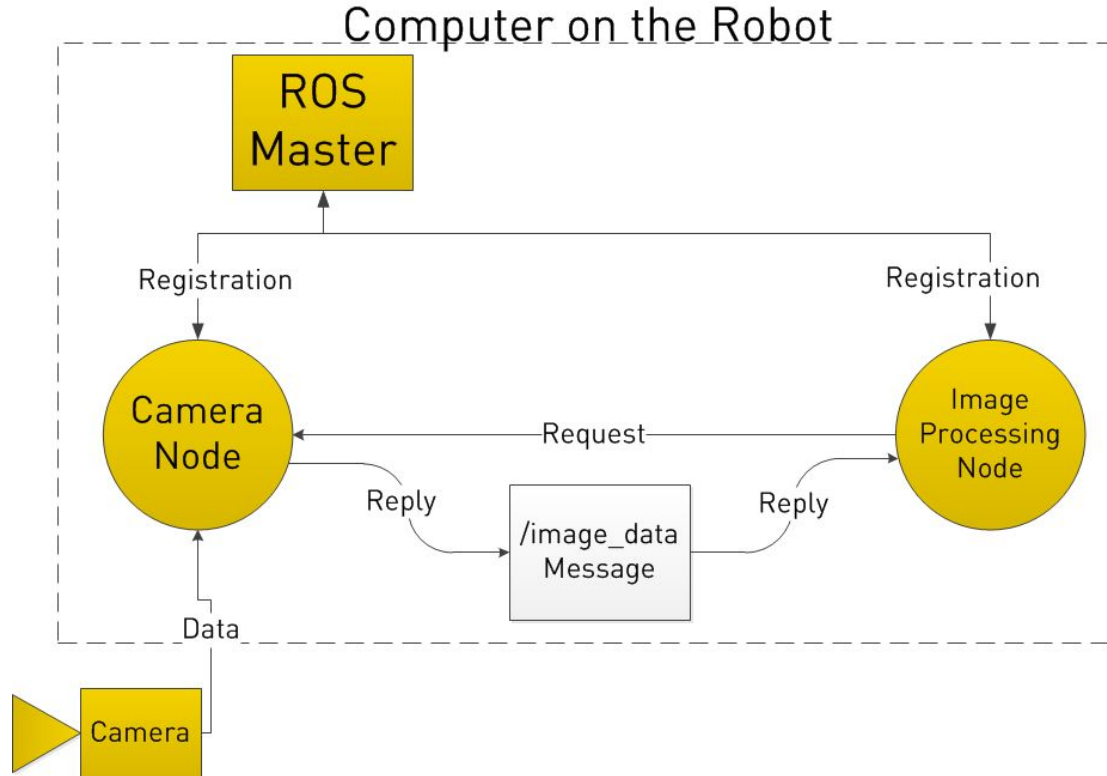 Computer on the Robot
ROS
Master
Registration
Registration
Camera
Node
Image
Processing
Node
Request
Reply
Reply
/image_data
Message
Data
Camera